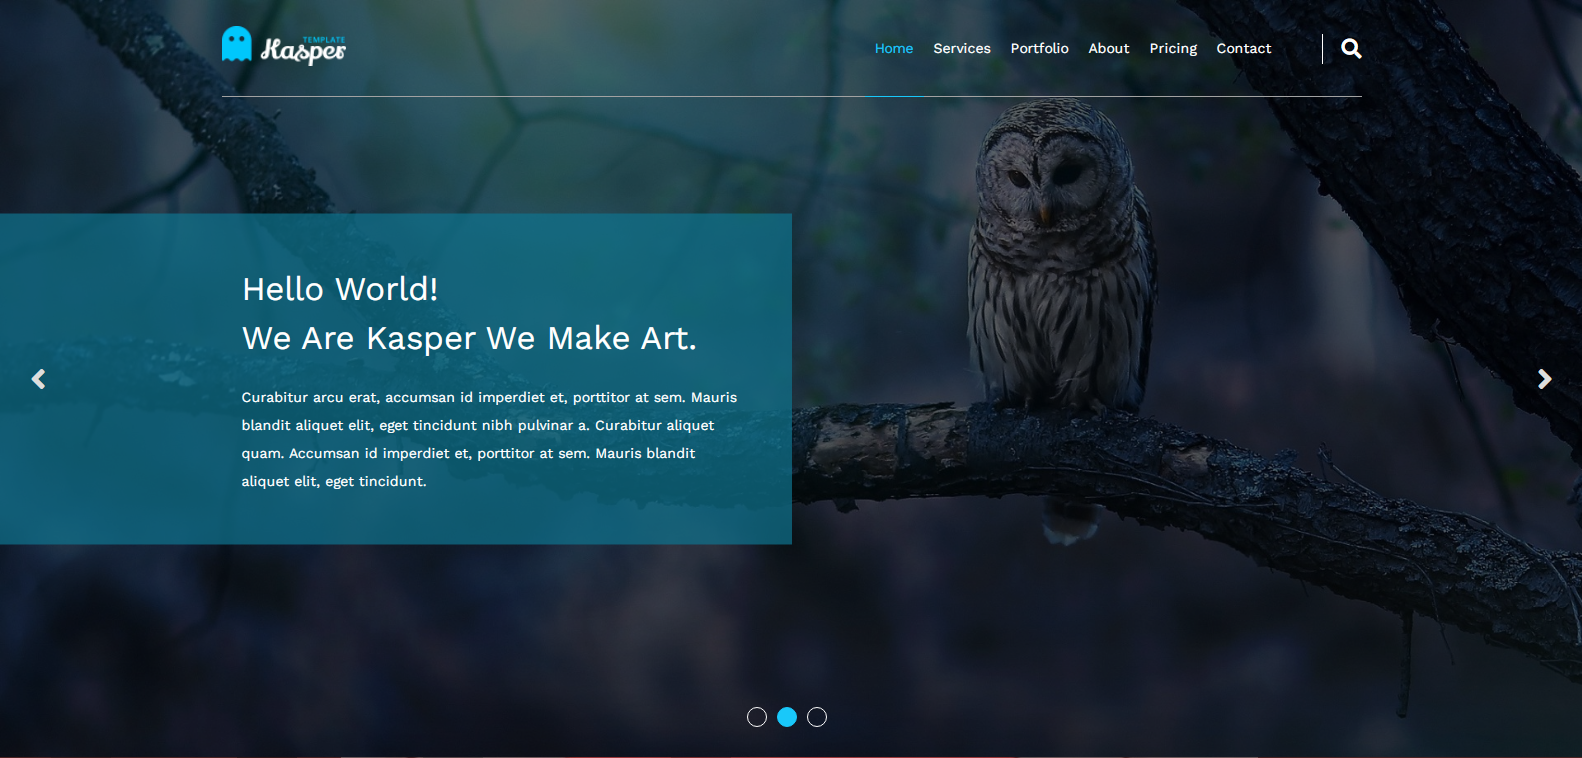 TEMPLATE
Kasper
Home Services Portfolio About Pricing Contact
Hello World!
We Are Kasper We Make Art.
Curabitur arcu erat, accumsan id imperdiet et, porttitor at sem. Mauris
blandit aliquet elit, eget tincidunt nibh pulvinar a. Curabitur aliquet
quam. Accumsan id imperdiet et, porttitor at sem. Mauris blandit
aliquet elit, eget tincidunt.